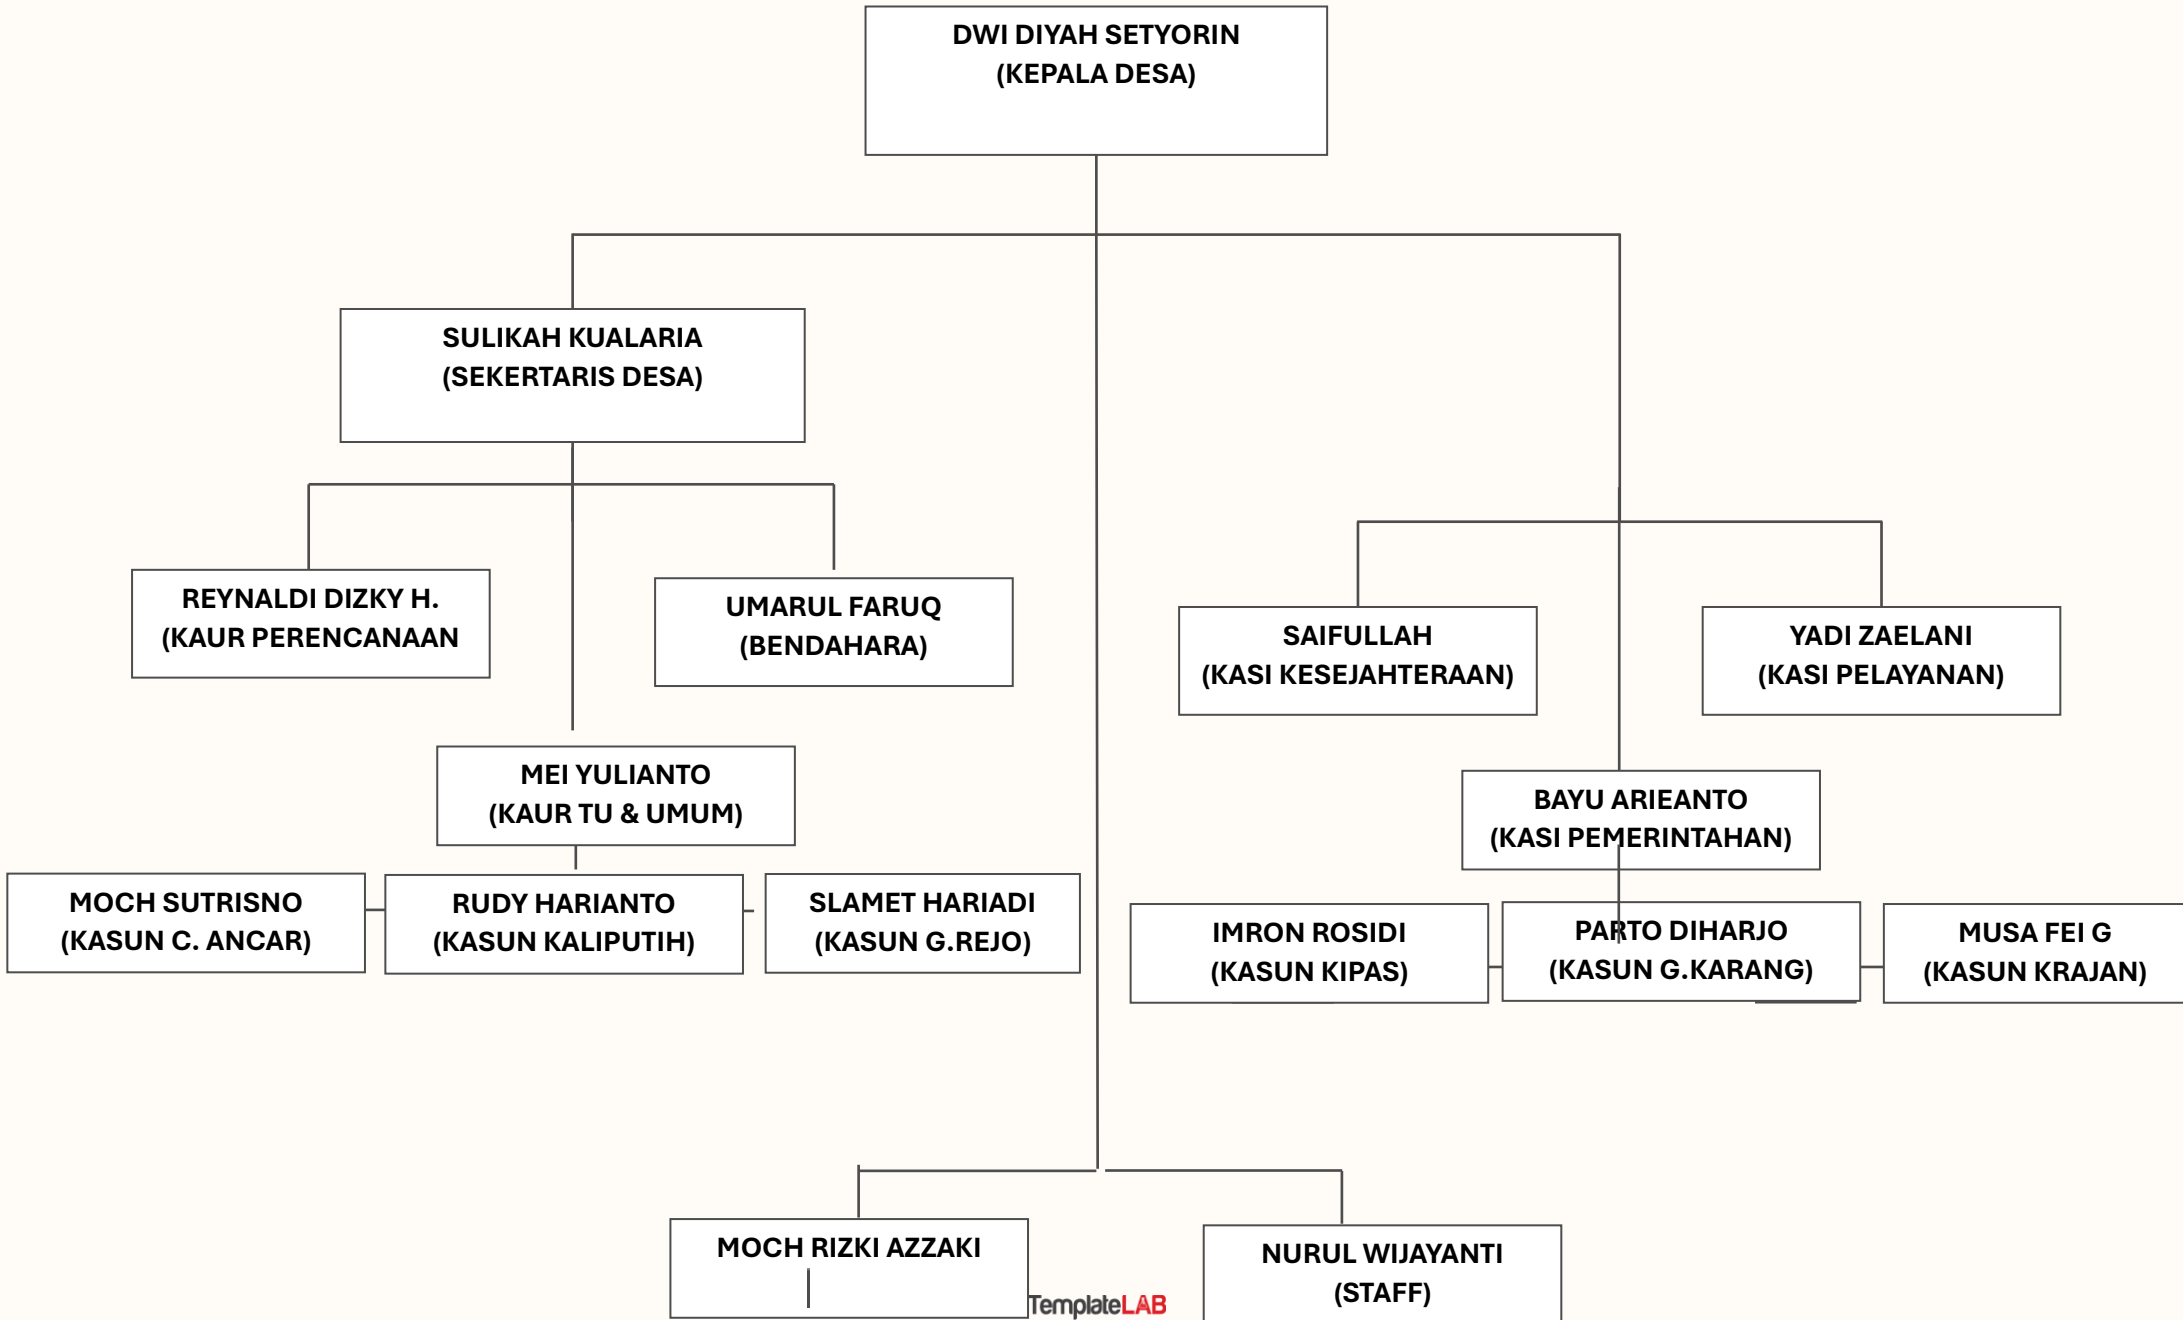 DWI DIYAH SETYORIN
(KEPALA DESA)
SULIKAH KUALARIA
(SEKERTARIS DESA)
REYNALDI DIZKY H.
(KAUR PERENCANAAN
UMARUL FARUQ
(BENDAHARA)
SAIFULLAH
(KASI KESEJAHTERAAN)
YADI ZAELANI
(KASI PELAYANAN)
MEI YULIANTO
(KAUR TU & UMUM)
BAYU ARIEANTO
(KASI PEMERINTAHAN)
MOCH SUTRISNO
(KASUN C. ANCAR)
RUDY HARIANTO
(KASUN KALIPUTIH)
SLAMET HARIADI
(KASUN G.REJO)
IMRON ROSIDI
(KASUN KIPAS)
PARTO DIHARJO
(KASUN G.KARANG)
MUSA FEI G
(KASUN KRAJAN)
MOCH RIZKI AZZAKI
NURUL WIJAYANTI
(STAFF)
TemplateLAB